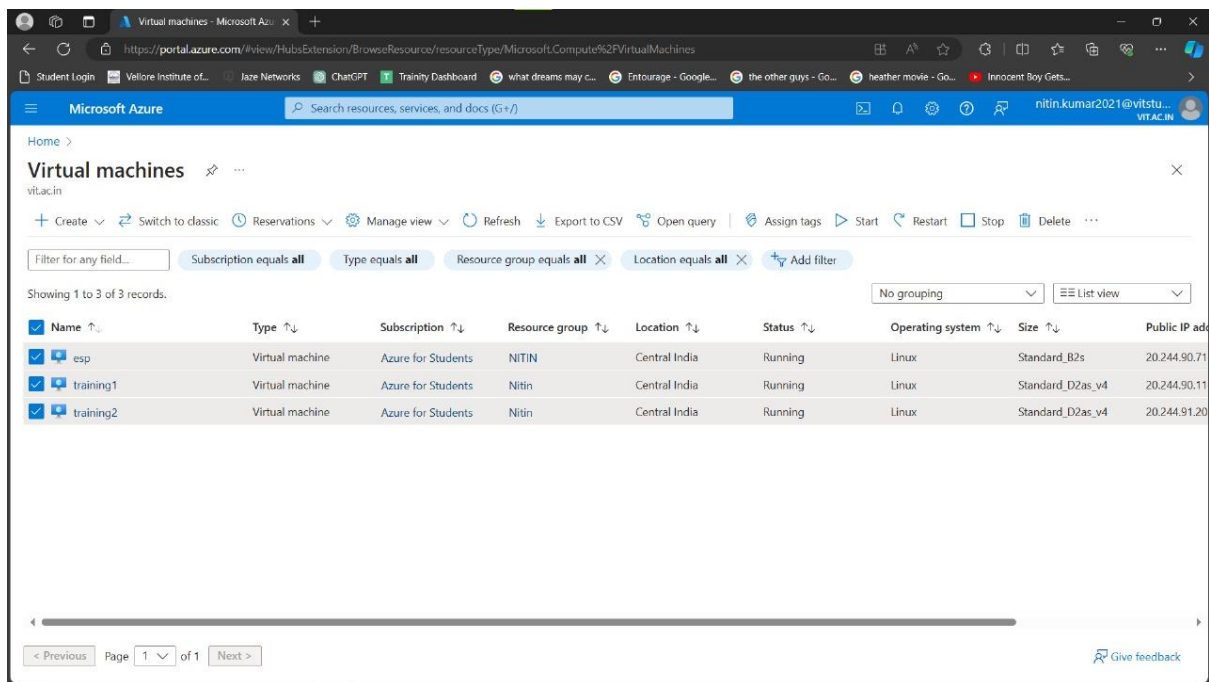 Virtual machines - Microsoft Azu
https://portal.azure.com/#view/HubsExtension/BrowseResource/resourceType/Microsoft.Compute%2FVirtualMachines
Student Login Vellore Institute of... Jaze Networks ChatGPT Trainity Dashboard what dreams may c... Entourage - Google... the other guys - Go... heather movie - Go... Innocent Boy Gets...
Microsoft Azure Search resources, services, and docs (G+/) nitin.kumar2021@vitstu...
VIT.AC.IN
Home >
Virtual machines ...
vit.ac.in
Create Switch to classic Reservations Manage view Refresh Export to CSV Open query Assign tags Start Restart Stop Delete ...
Filter for any field... Subscription equals all Type equals all Resource group equals all Location equals all Add filter
Showing 1 to 3 of 3 records. No grouping List view
Name Type Subscription Resource group Location Status Operating system Size Public IP add
esp Virtual machine Azure for Students NITIN Central India Running Linux Standard_B2s 20.244.90.71
training1 Virtual machine Azure for Students Nitin Central India Running Linux Standard_D2as_v4 20.244.90.11
training2 Virtual machine Azure for Students Nitin Central India Running Linux Standard_D2as_v4 20.244.91.20
< Previous Page 1 of 1 Next > Give feedback